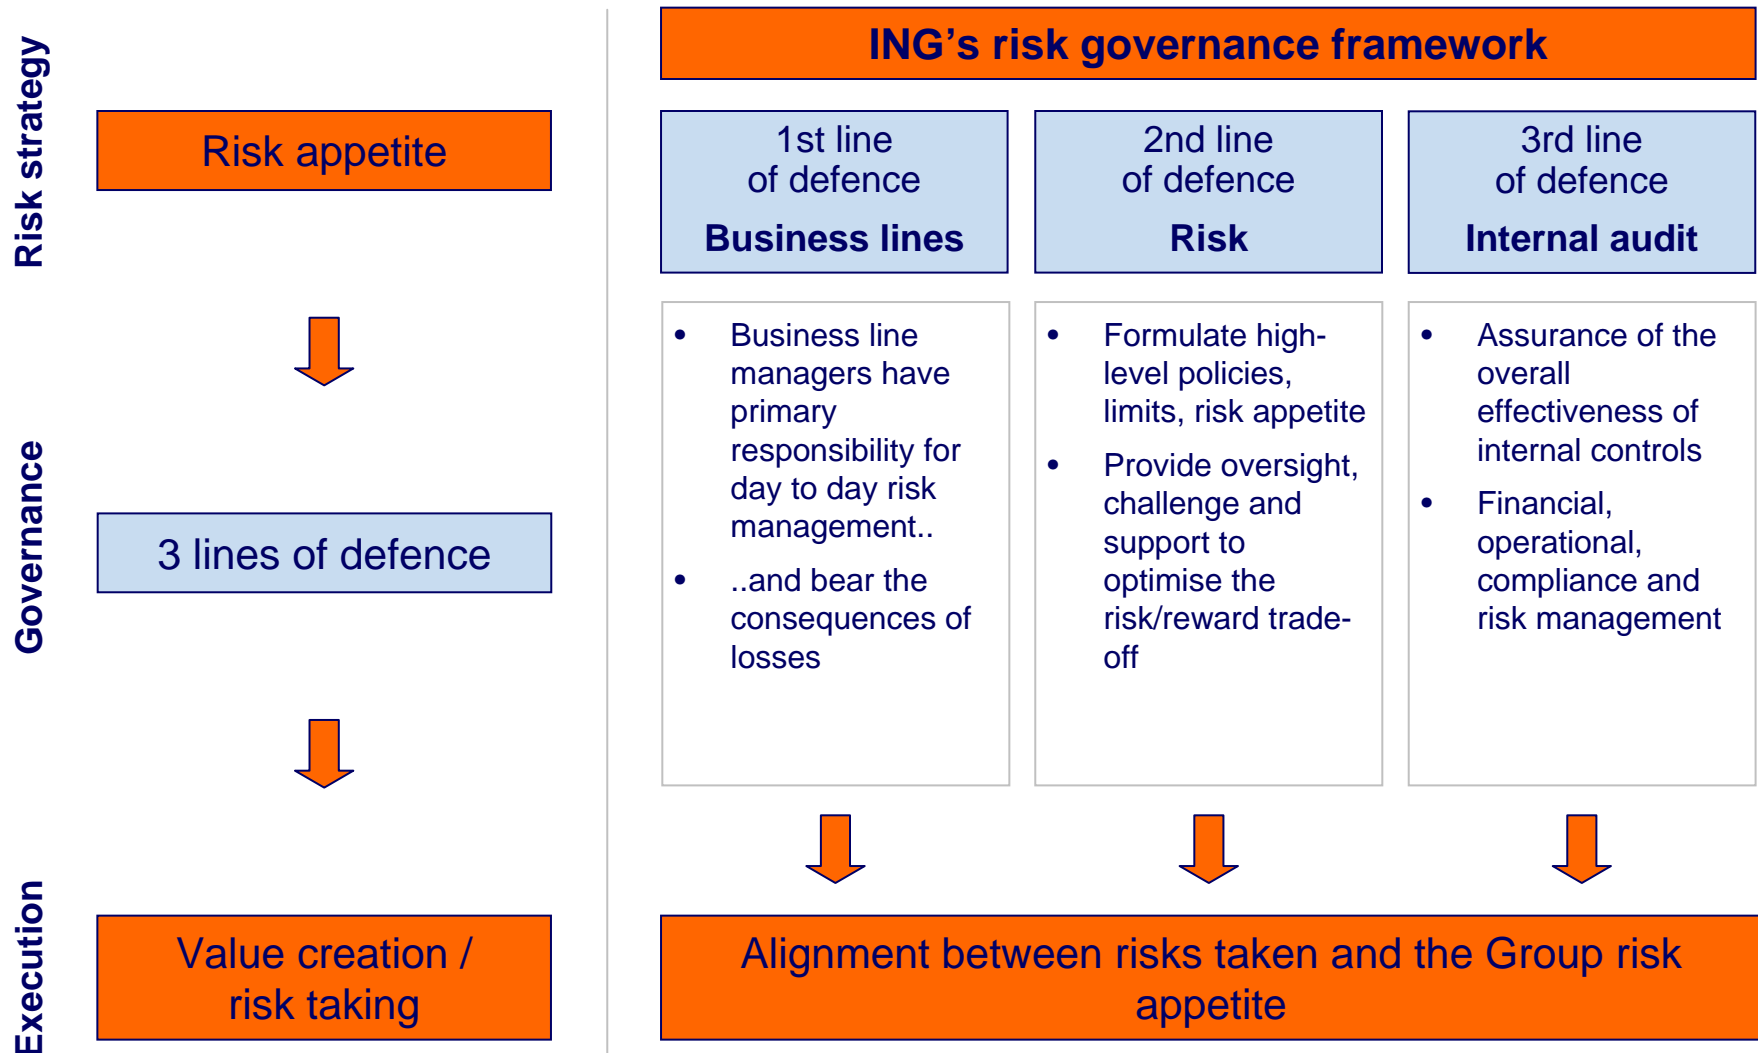 Risk strategy
Risk appetite
Governance
3 lines of defence
Execution
Value creation /
risk taking
ING’s risk governance framework
1st line
of defence
Business lines
• Business line
managers have
primary
responsibility for
day to day risk
management..
• ..and bear the
consequences of
losses
2nd line
of defence
Risk
• Formulate high-
level policies,
limits, risk appetite
• Provide oversight,
challenge and
support to
optimise the
risk/reward trade-
off
3rd line
of defence
Internal audit
• Assurance of the
overall
effectiveness of
internal controls
• Financial,
operational,
compliance and
risk management
Alignment between risks taken and the Group risk
appetite